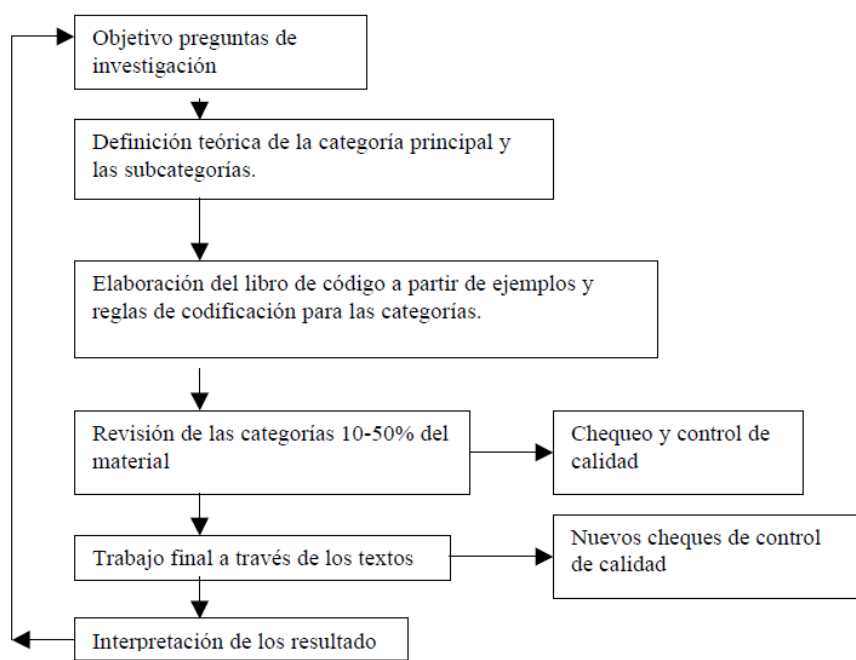 Objetivo preguntas de
investigación
Definición teórica de la categoría principal y
las subcategorías.
Elaboración del libro de código a partir de ejemplos y
reglas de codificación para las categorías.
Revisión de las categorías 10-50% del
material
Chequeo y control de
calidad
Trabajo final a través de los textos
Nuevos cheques de control
de calidad
Interpretación de los resultado